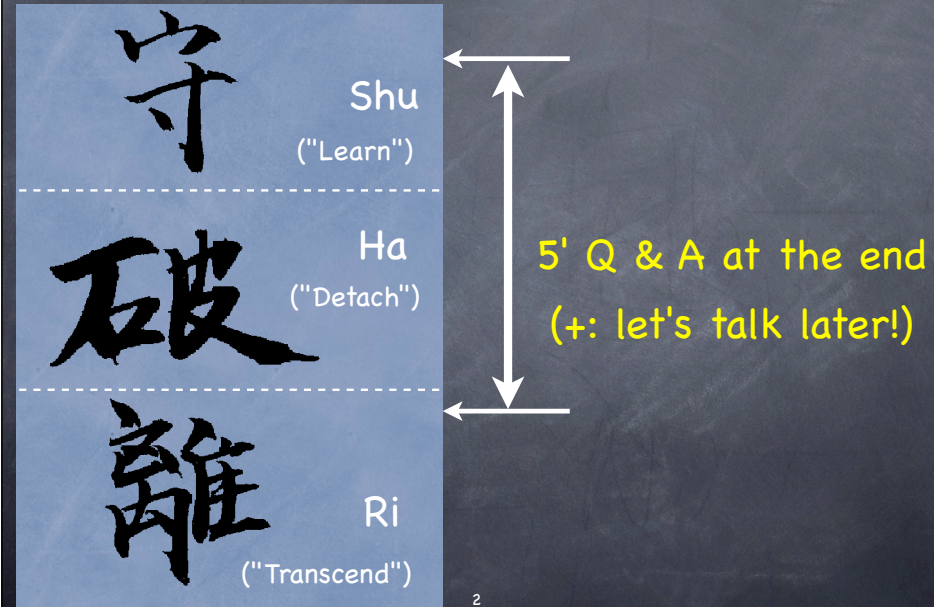 守
Shu
("Learn")
破
Ha
("Detach")
離
Ri
("Transcend")
5' Q & A at the end
(+: let's talk later!)
2